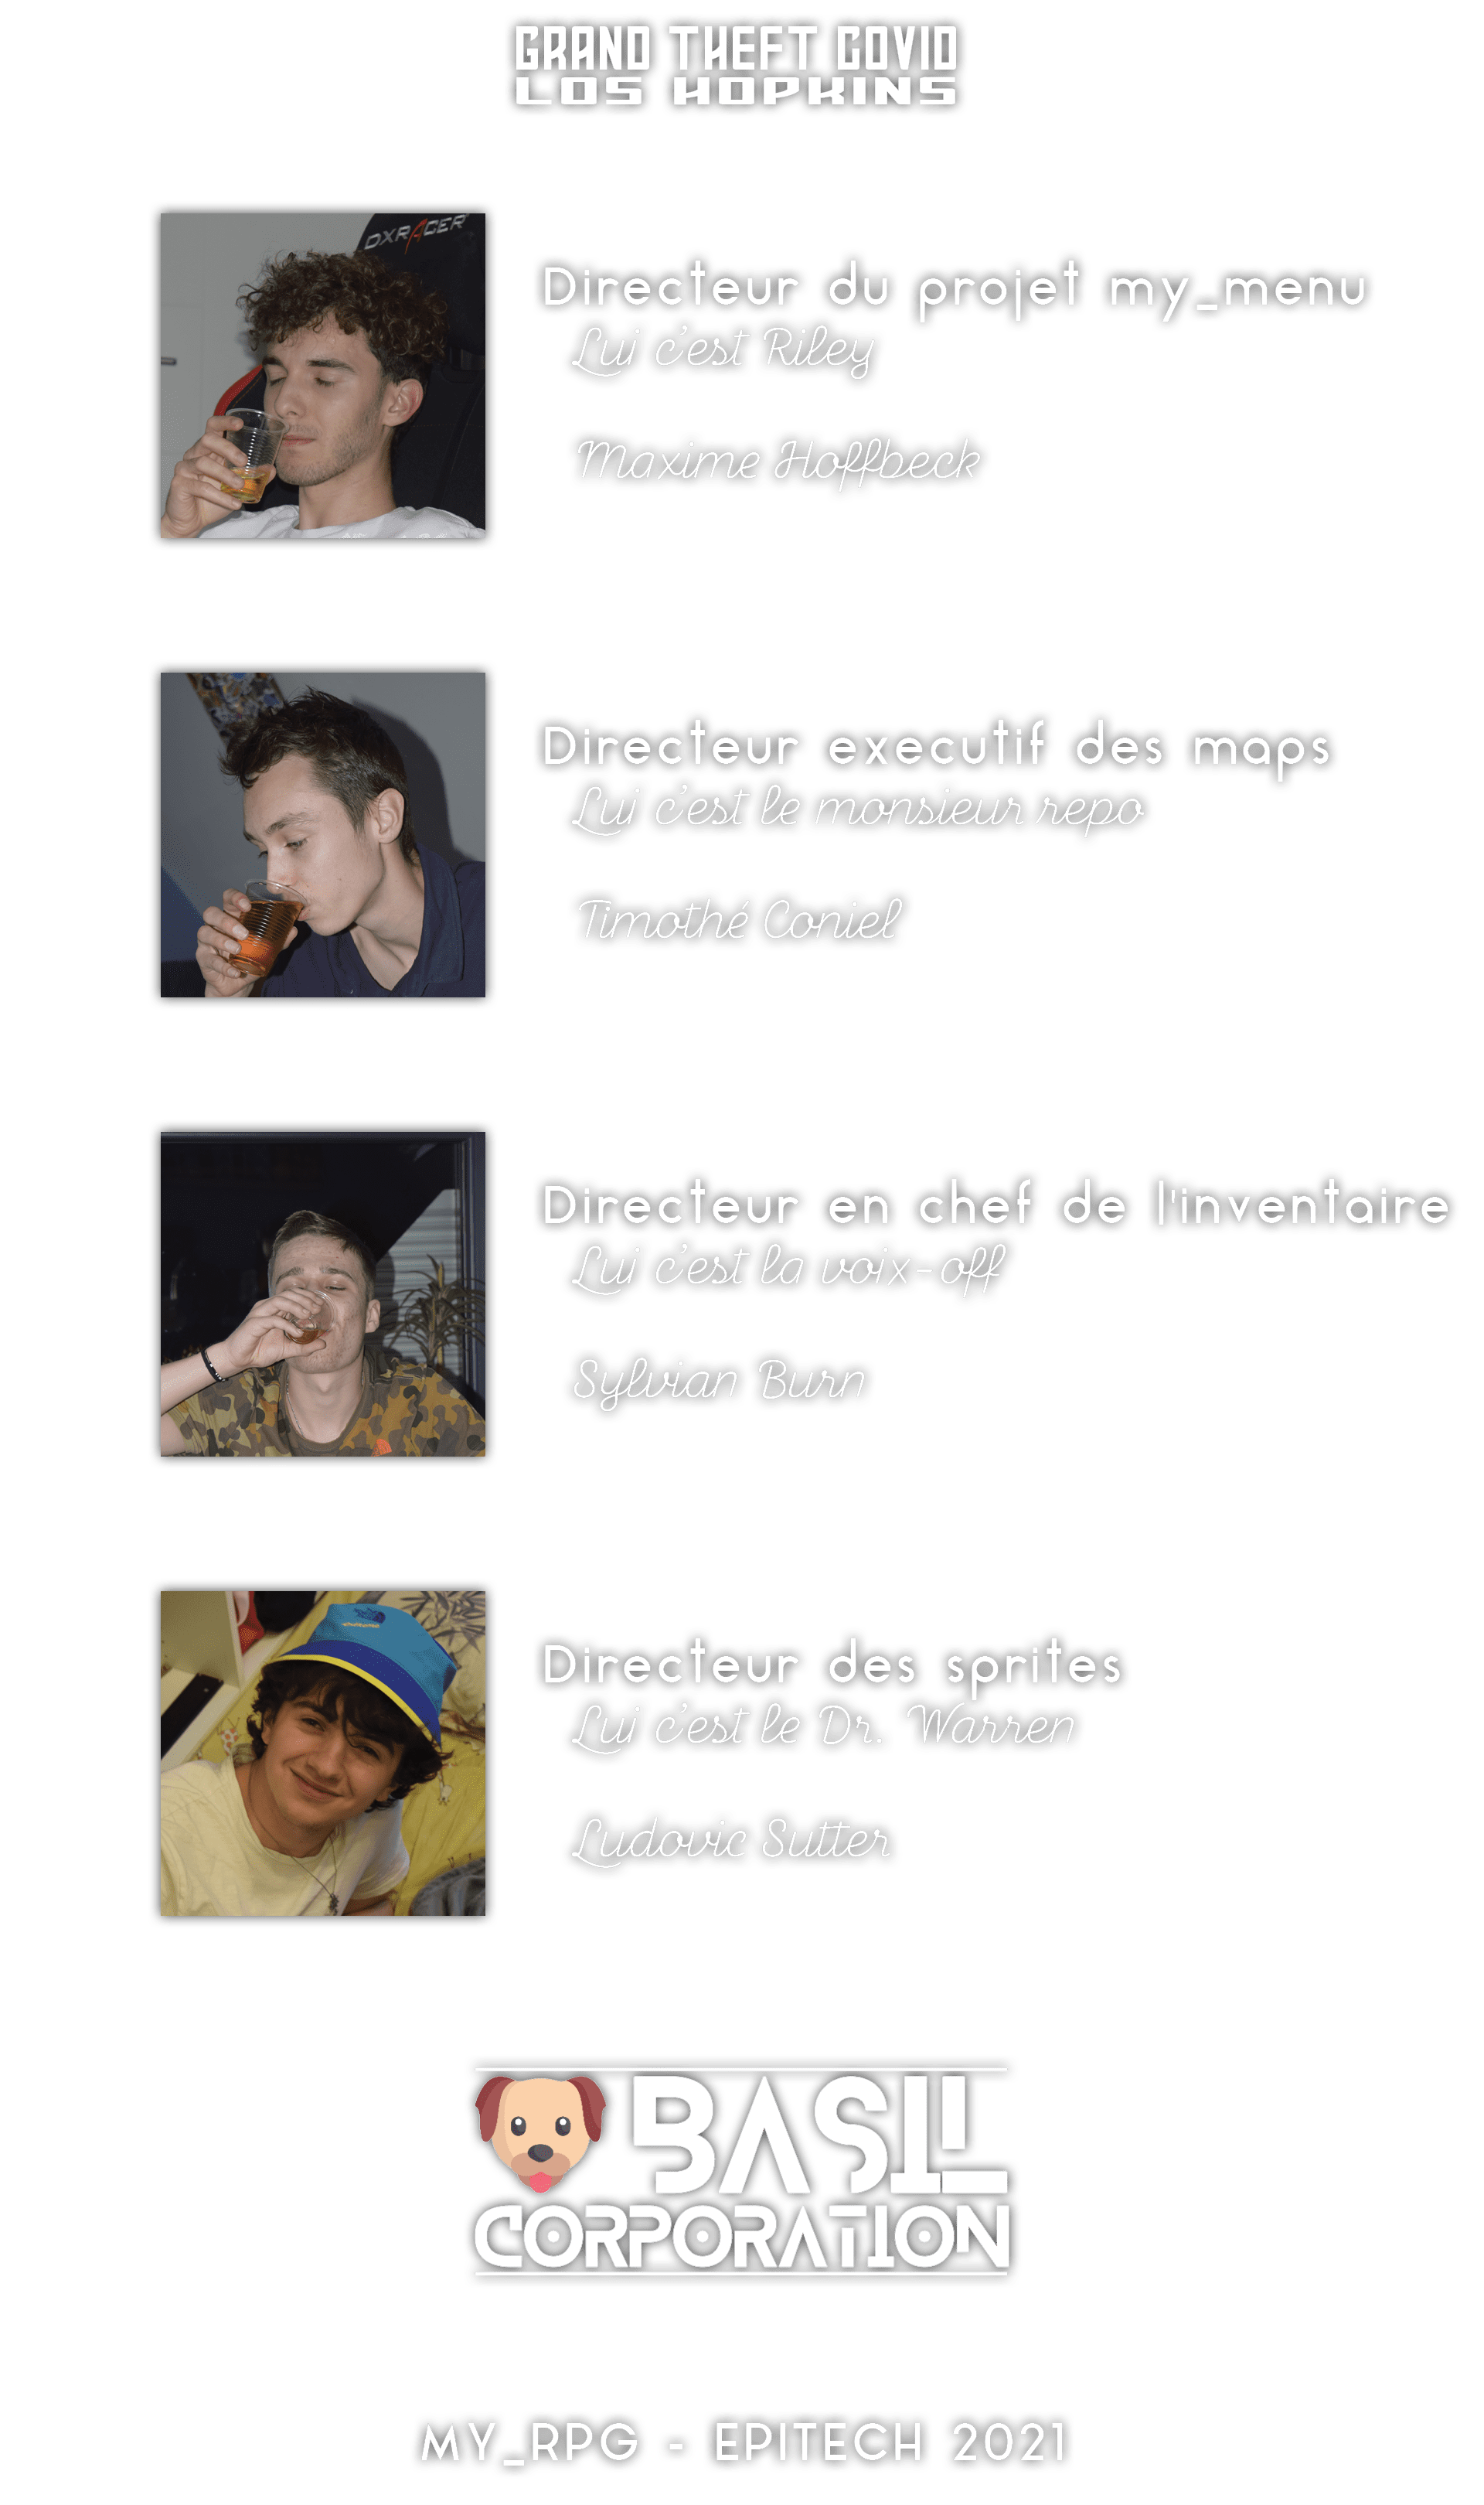 GRAND THEFT COVID
LOS HOPKINS
DXRACER
Directeur du projet my_menu
Lui c'est Riley
Maxime Hoffbeck
Directeur executif des maps
Lui c'est le monsieur repo
Timothé Coniel
Directeur en chef de l'inventaire
Lui c'est la voix-off
Sylvian Burn
Directeur des sprites
Lui c'est le Dr. Warren
Ludovic Sutter
BASIL
CORPORATION
MY_RPG - EPITECH 2021